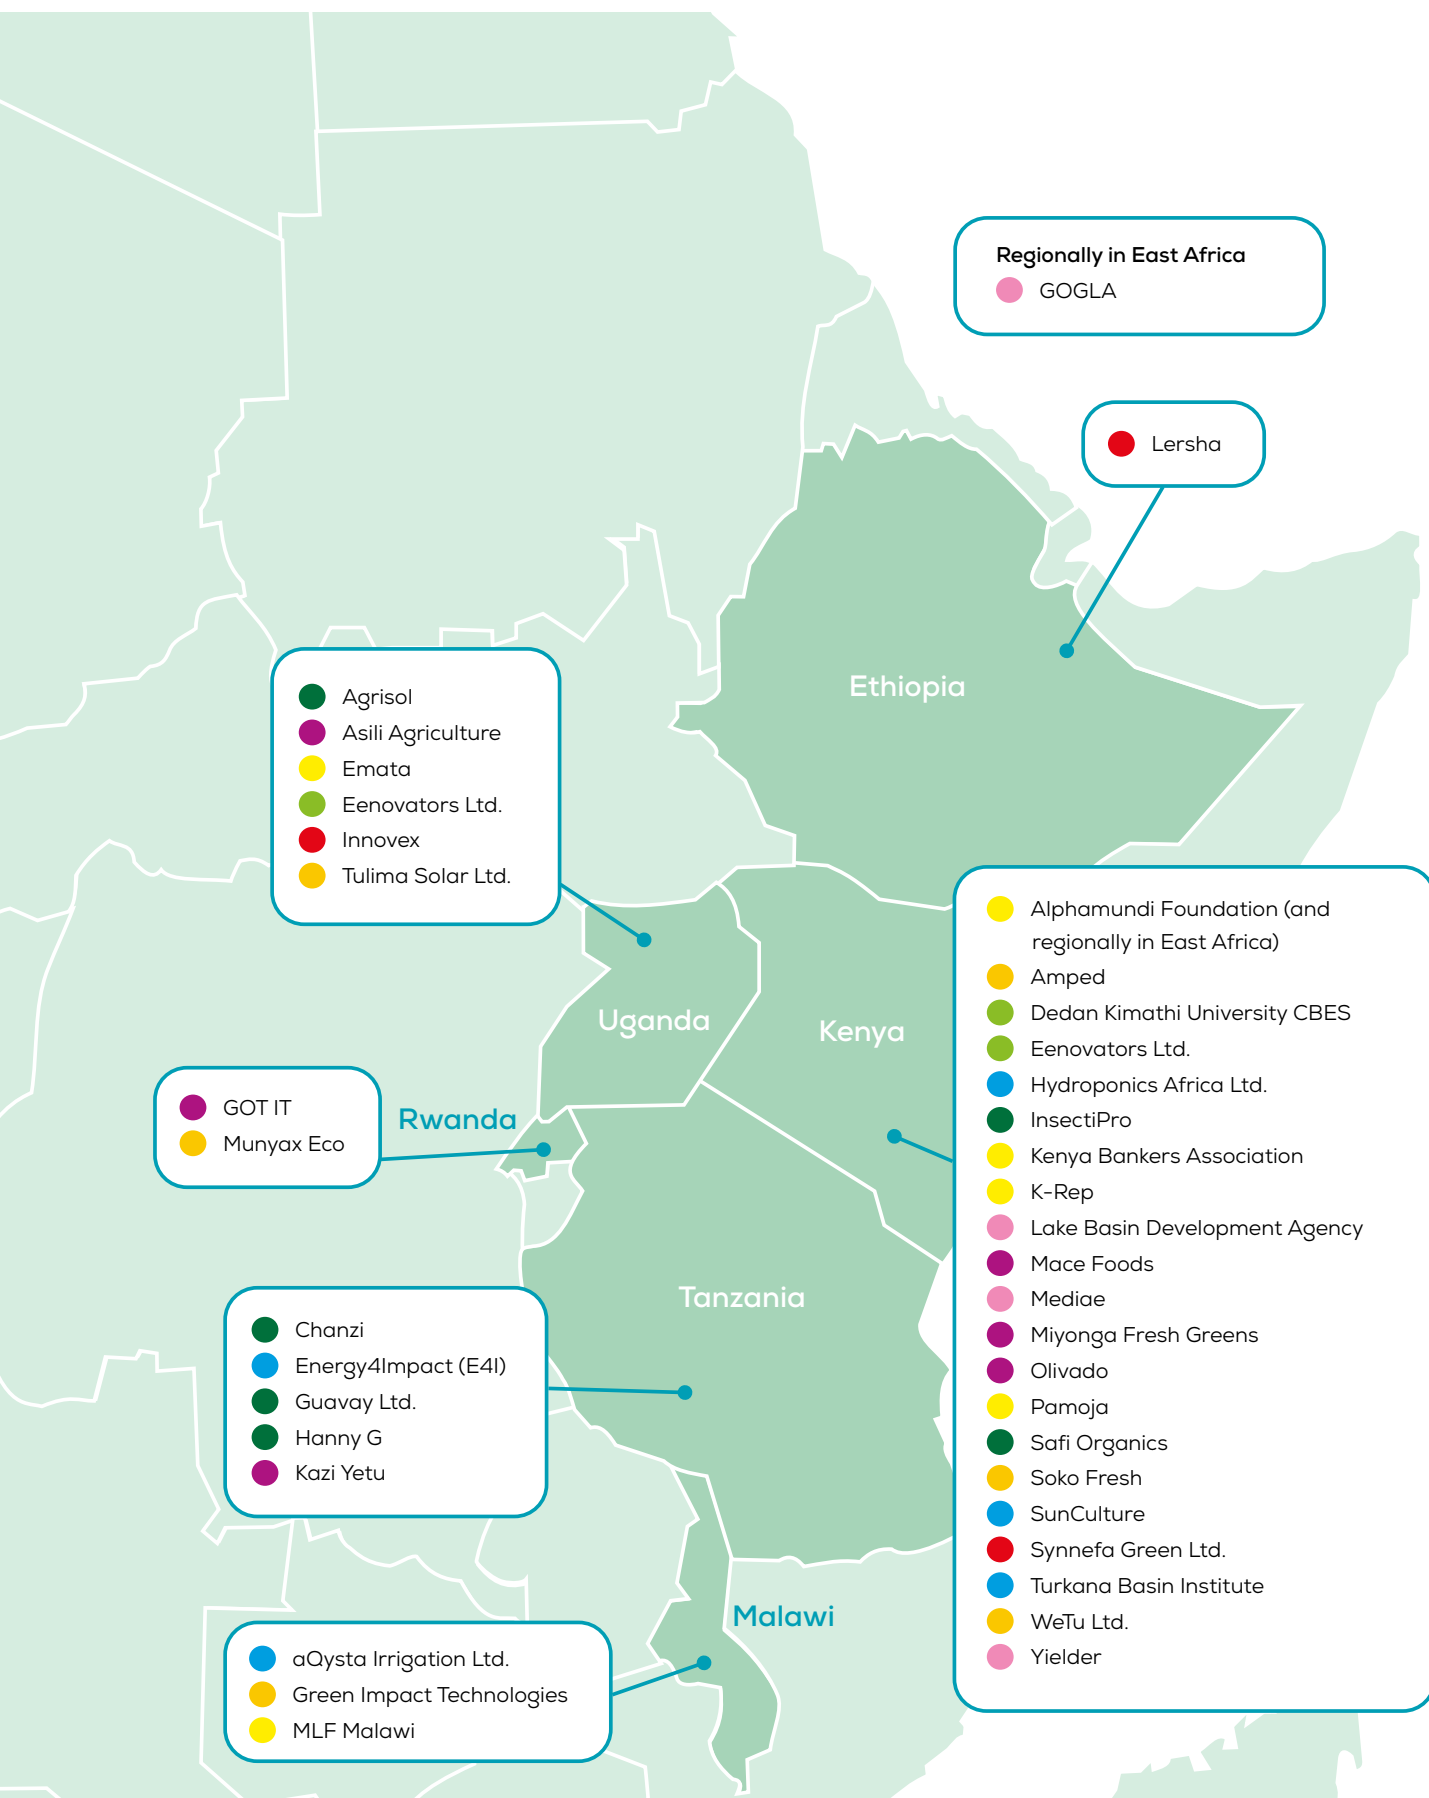 Regionally in East Africa
GOGLA
Lersha
Ethiopia
Agrisol
Asili Agriculture
Emata
Eenovators Ltd.
Innovex
Tulima Solar Ltd.
Uganda
Kenya
Alphamundi Foundation (and
regionally in East Africa)
Amped
Dedan Kimathi University CBES
Eenovators Ltd.
Hydroponics Africa Ltd.
InsectiPro
Kenya Bankers Association
K-Rep
Lake Basin Development Agency
Mace Foods
Mediae
Miyonga Fresh Greens
Olivado
Pamoja
Safi Organics
Soko Fresh
SunCulture
Synnefa Green Ltd.
Turkana Basin Institute
WeTu Ltd.
Yielder
GOT IT
Munyax Eco
Rwanda
Tanzania
Chanzi
Energy4Impact (E4I)
Guavay Ltd.
Hanny G
Kazi Yetu
Malawi
aQysta Irrigation Ltd.
Green Impact Technologies
MLF Malawi